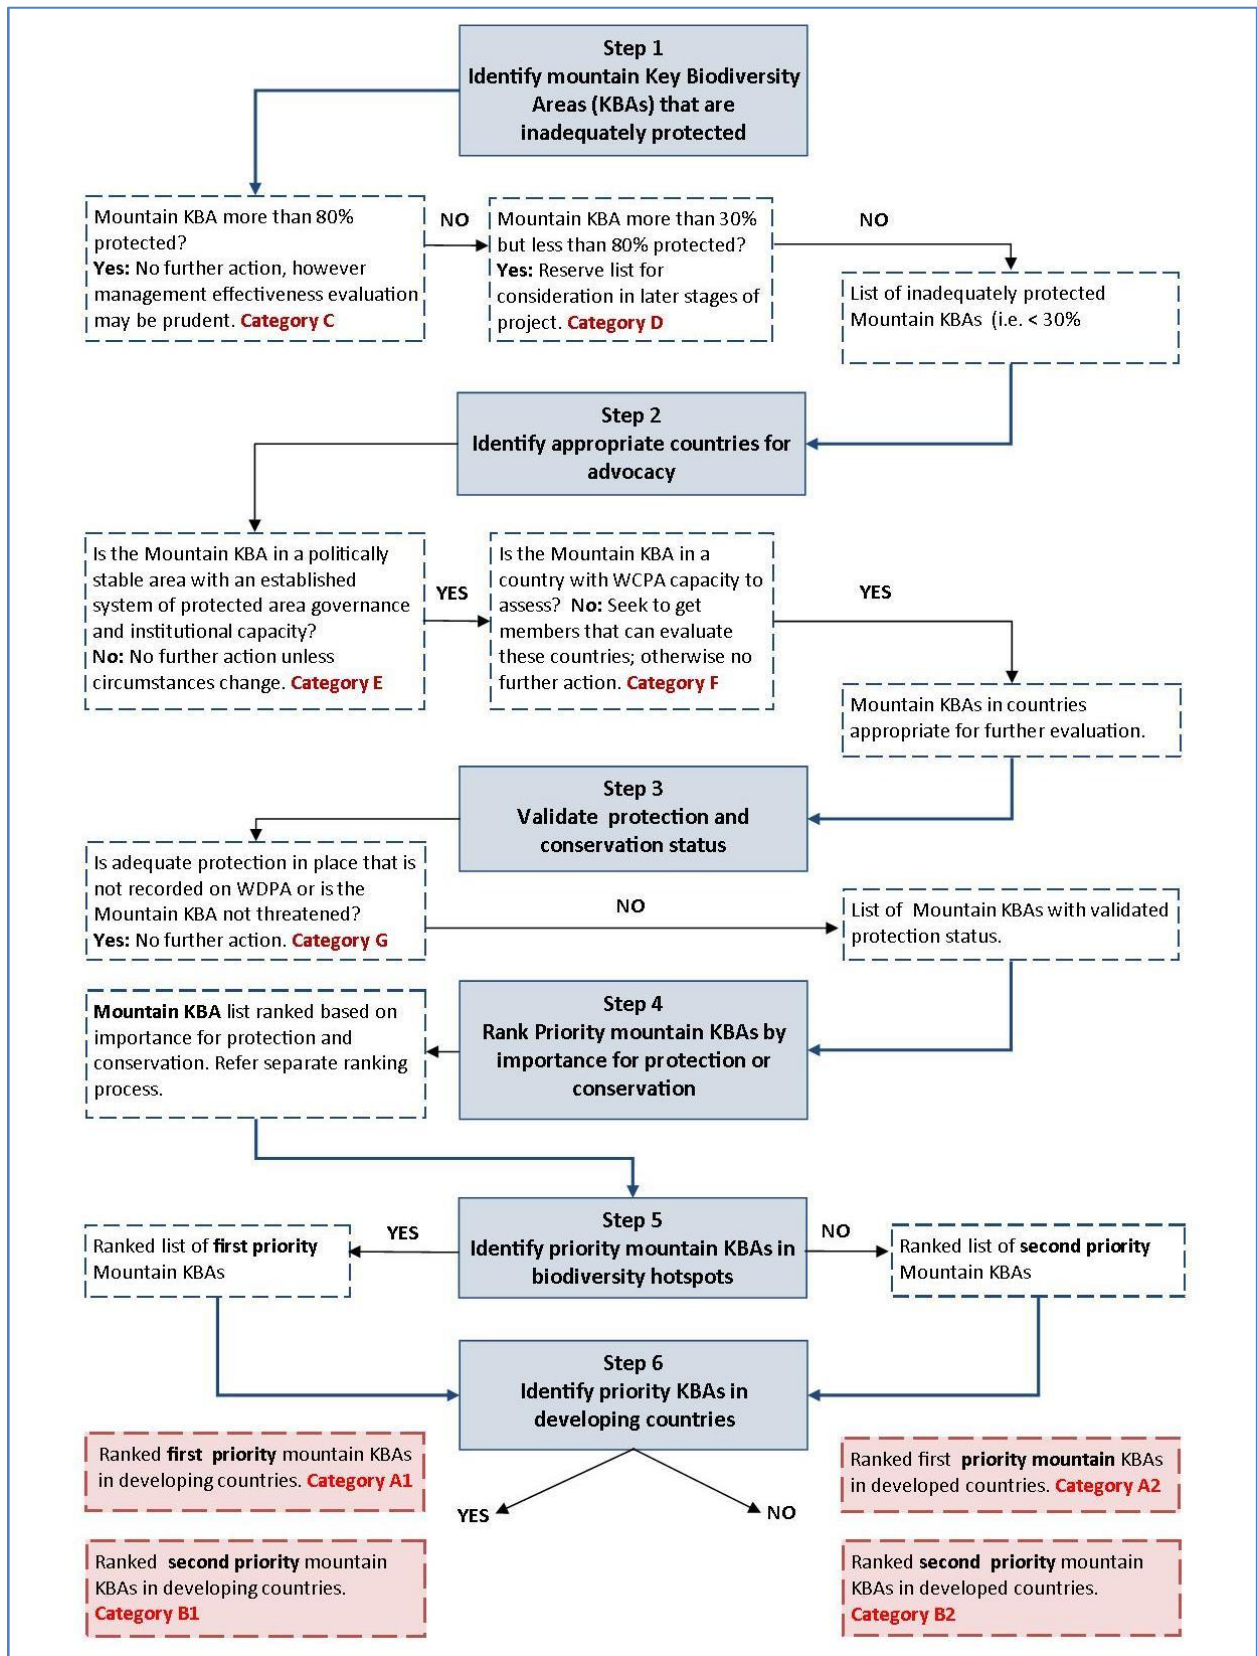 Step 1
Identify mountain Key Biodiversity
Areas (KBAs) that are
inadequately protected
Mountain KBA more than 80%
protected?
Yes: No further action, however
management effectiveness evaluation
may be prudent. Category C
NO
Mountain KBA more than 30%
but less than 80% protected?
Yes: Reserve list for
consideration in later stages of
project. Category D
NO
List of inadequately protected
Mountain KBAs (i.e. < 30%
Step 2
Identify appropriate countries for
advocacy
Is the Mountain KBA in a politically
stable area with an established
system of protected area governance
and institutional capacity?
No: No further action unless
circumstances change. Category E
YES
Is the Mountain KBA in a
country with WCPA capacity to
assess? No: Seek to get
members that can evaluate
these countries; otherwise no
further action. Category F
YES
Mountain KBAs in countries
appropriate for further evaluation.
Step 3
Validate protection and
conservation status
Is adequate protection in place that is
not recorded on WDPA or is the
Mountain KBA not threatened?
Yes: No further action. Category G
NO
List of Mountain KBAs with validated
protection status.
Step 4
Rank Priority mountain KBAs by
importance for protection or
conservation
Mountain KBA list ranked based on
importance for protection and
conservation. Refer separate ranking
process.
Step 5
Identify priority mountain KBAs in
biodiversity hotspots
YES
Ranked list of first priority
Mountain KBAs
NO
Ranked list of second priority
Mountain KBAs
Step 6
Identify priority KBAs in
developing countries
YES
NO
Ranked first priority mountain KBAs
in developing countries. Category A1
Ranked first priority mountain KBAs
in developed countries. Category A2
Ranked second priority mountain
KBAs in developing countries.
Category B1
Ranked second priority mountain
KBAs in developed countries.
Category B2